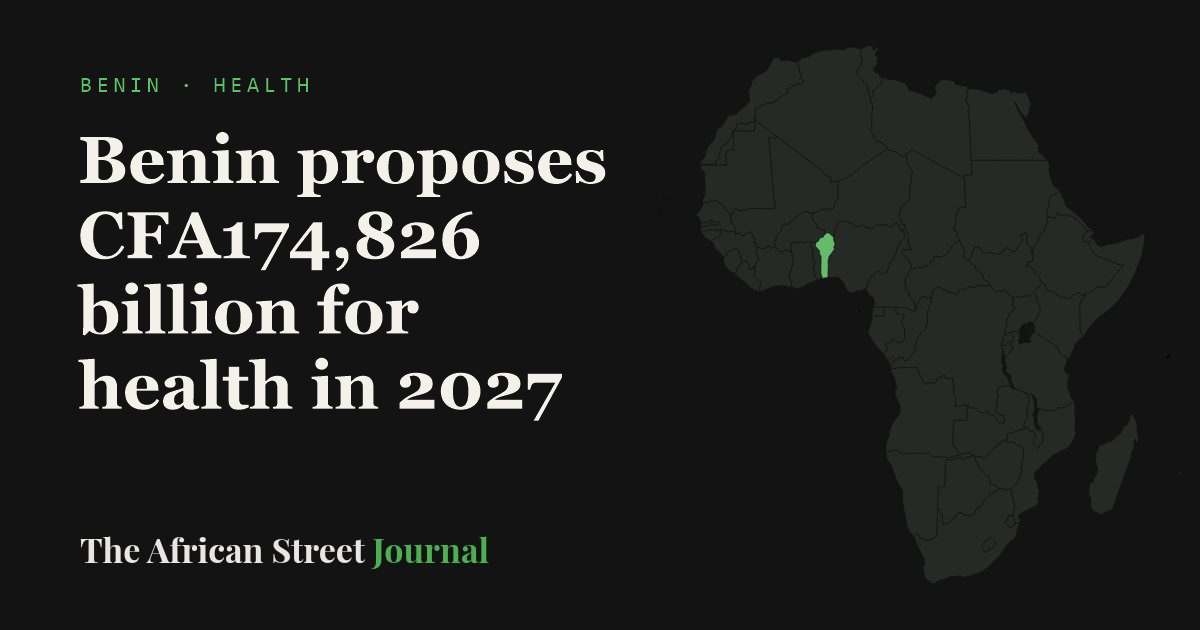 BENIN · HEALTH
Benin proposes
CFA174,826
billion for
health in 2027
The African Street Journal